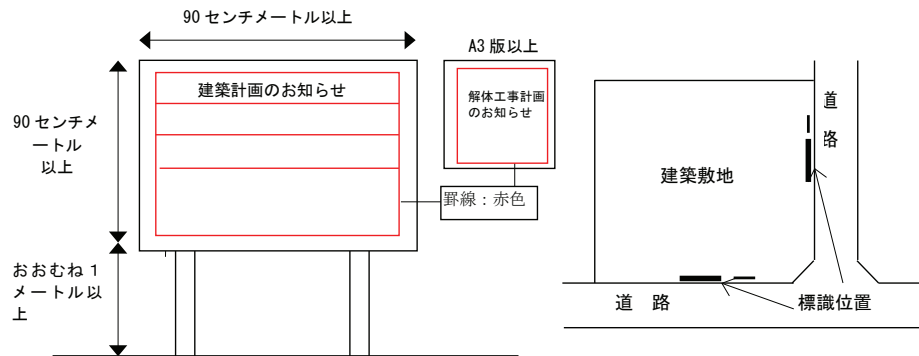 90 センチメートル以上
90 センチメ
ートル
以上
おおむね 1
メートル以
上
建築計画のお知らせ
A3 版以上
解体工事計画
のお知らせ
罫線：赤色
建築敷地
道
路
道　路
標識位置